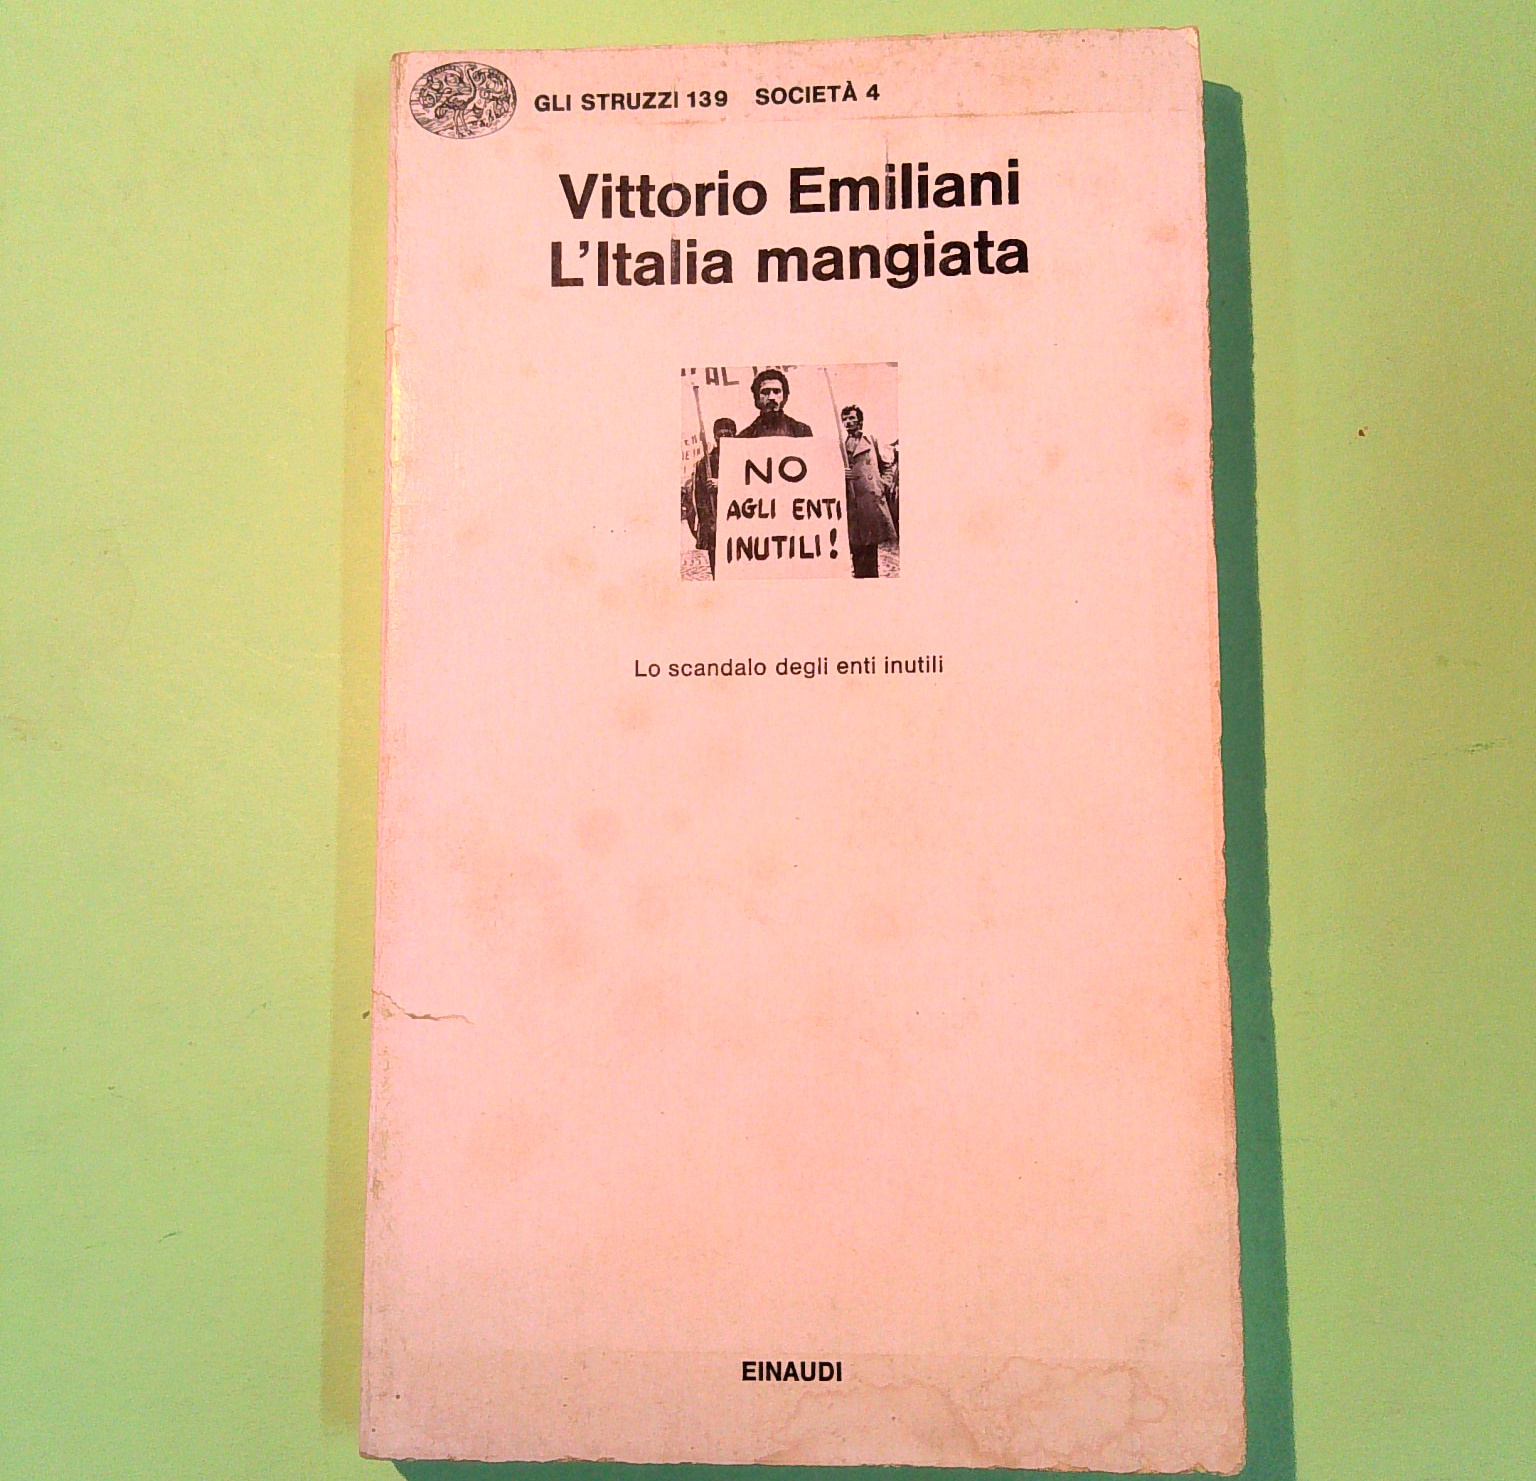 GLI STRUZZI 139 SOCIETÀ 4
Vittorio Emiliani
L'Italia mangiata
NO
AGLI ENTI
INUTILI!
Lo scandalo degli enti inutili
EINAUDI